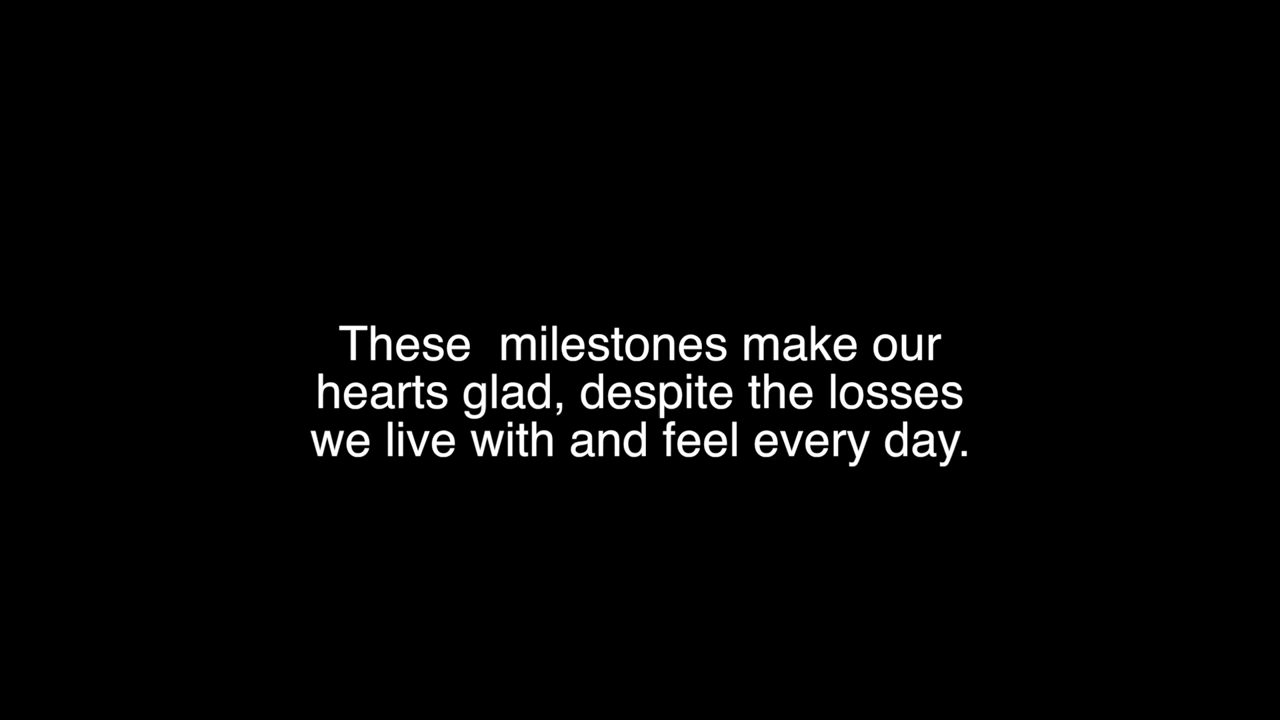 These  milestones make our
hearts glad, despite the losses
we live with and feel every day.